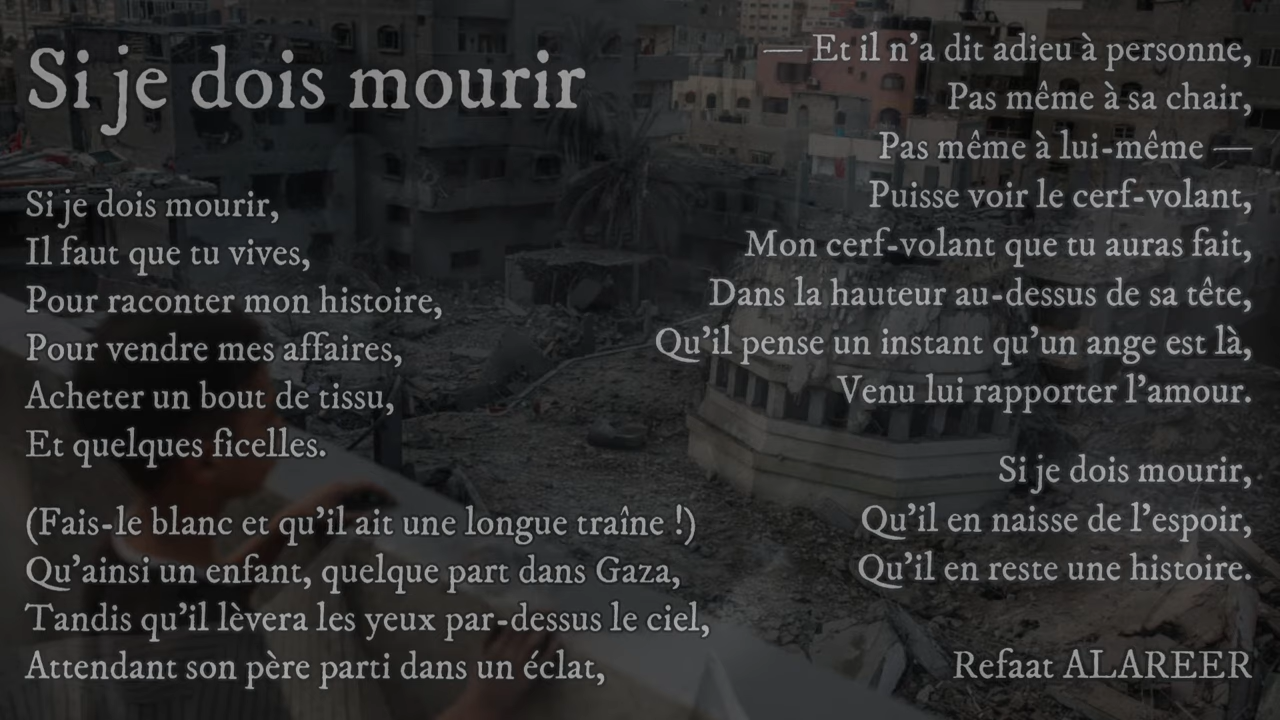 Si je dois mourir
Si je dois mourir,
Il faut que tu vives,
Pour raconter mon histoire,
Pour vendre mes affaires,
Acheter un bout de tissu,
Et quelques ficelles.
(Fais-le blanc et qu'il ait une longue traîne !)
Qu'ainsi un enfant, quelque part dans Gaza,
Tandis qu'il lèvera les yeux par-dessus le ciel,
Attendant son père parti dans un éclat,
— Et il n'a dit adieu à personne,
Pas même à sa chair,
Pas même à lui-même —
Puisse voir le cerf-volant,
Mon cerf-volant que tu auras fait,
Dans la hauteur au-dessus de sa tête,
Qu'il pense un instant qu'un ange est là,
Venu lui rapporter l'amour.
Si je dois mourir,
Qu'il en naisse de l'espoir,
Qu'il en reste une histoire.
Refaat ALAREER